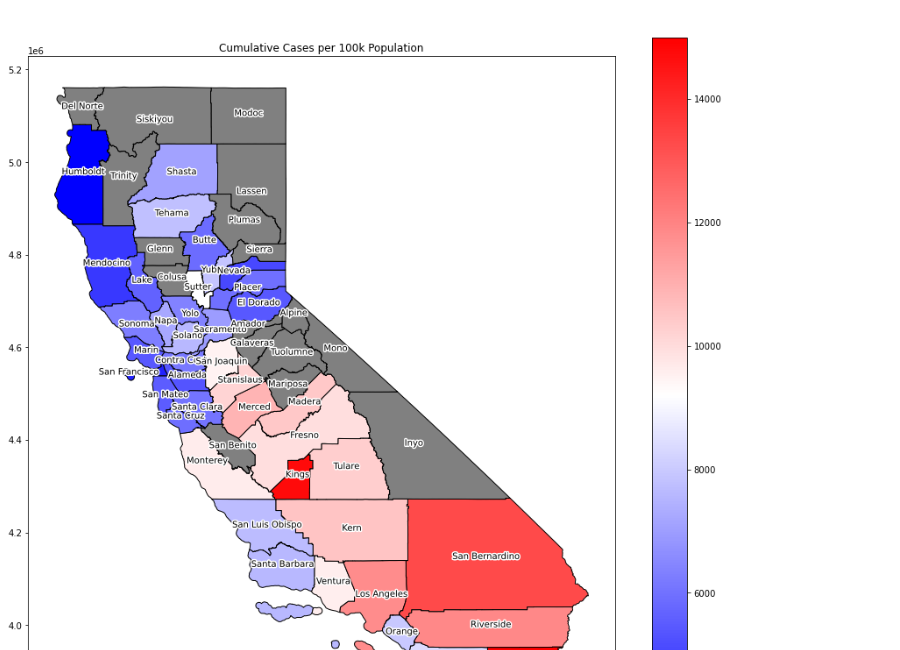 Cumulative Cases per 100k Population
1e6
5.2
5.0
4.8
4.6
4.4
4.2
4.0
Del Norte
Siskiyou
Modoc
Humboldt
Trinity
Shasta
Lassen
Tehama
Plumas
Butte
Glenn
Sierra
Mendocino
Lake
Colusa
Yub
Nevada
Sutter
Placer
El Dorado
Alpine
Sonoma
Napa
Yolo
Sacramento
Amador
Solano
Calaveras
Marin
Contra C
San Joaquin
Tuolumne
Mono
San Francisco
Alameda
Stanislaus
Mariposa
San Mateo
Santa Clara
Santa Cruz
Merced
Madera
San Benito
Fresno
Inyo
Monterey
Kings
Tulare
San Luis Obispo
Kern
San Bernardino
Santa Barbara
Ventura
Los Angeles
Orange
Riverside
14000
12000
10000
8000
6000